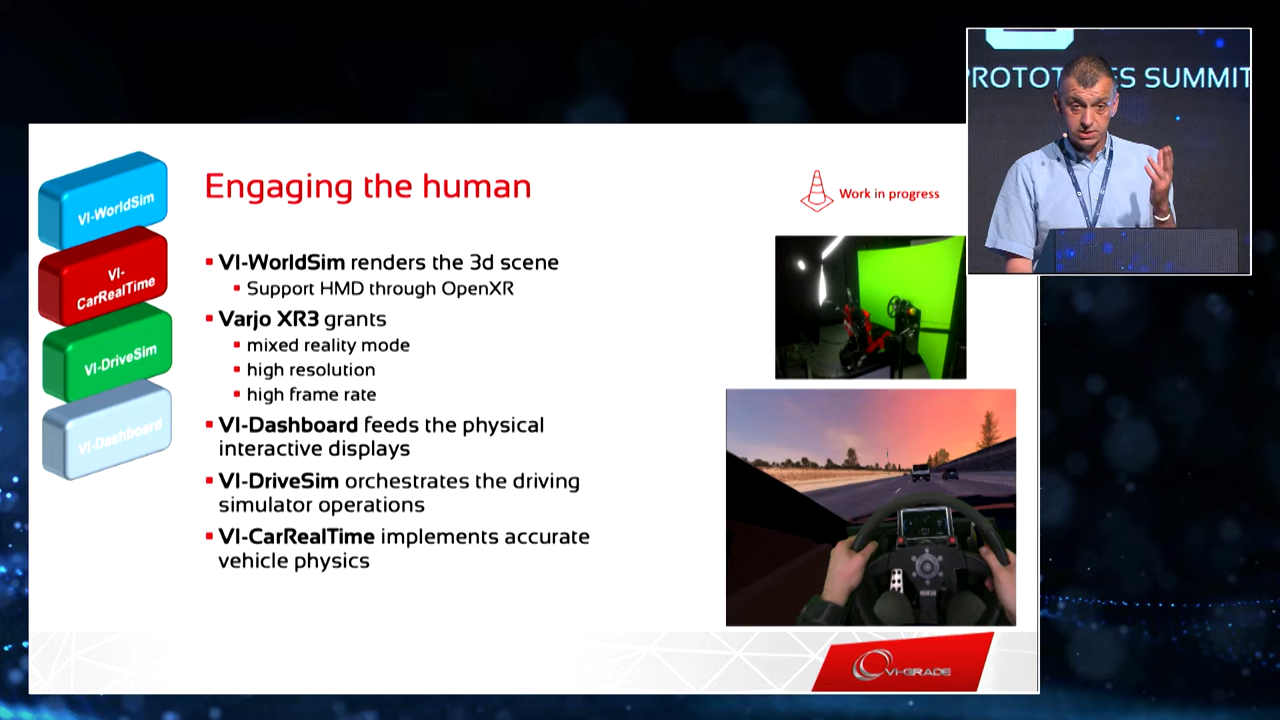 PROTOTYPES SUMMIT
VI-WorldSim
VI-
CarRealTime
VI-DriveSim
VI-Dashboard
Engaging the human
Work in progress
VI-WorldSim renders the 3d scene
Support HMD through OpenXR
Varjo XR3 grants
mixed reality mode
high resolution
high frame rate
VI-Dashboard feeds the physical
interactive displays
VI-DriveSim orchestrates the driving
simulator operations
VI-CarRealTime implements accurate
vehicle physics
VI-GRADE